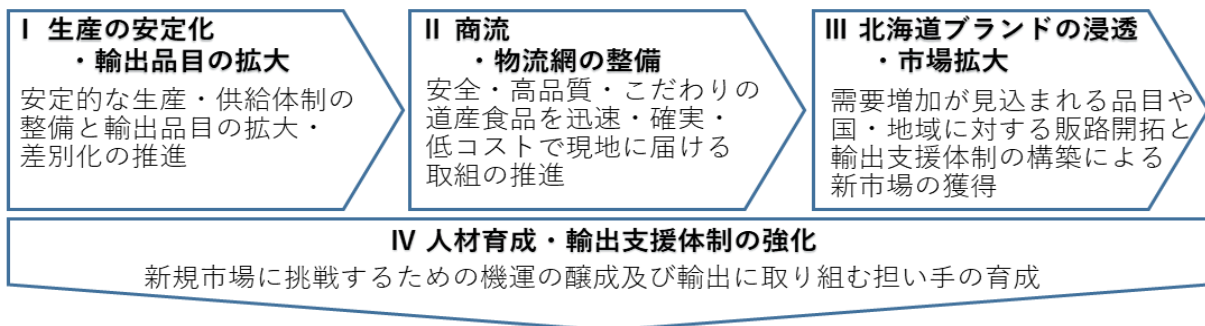 Ⅰ 生産の安定化
・輸出品目の拡大
安定的な生産・供給体制の
整備と輸出品目の拡大・
差別化の推進
Ⅱ 商流
・物流網の整備
安全・高品質・こだわりの
道産食品を迅速・確実・
低コストで現地に届ける
取組の推進
Ⅲ 北海道ブランドの浸透
・市場拡大
需要増加が見込まれる品目や
国・地域に対する販路開拓と
輸出支援体制の構築による
新市場の獲得
Ⅳ 人材育成・輸出支援体制の強化
新規市場に挑戦するための機運の醸成及び輸出に取り組む担い手の育成